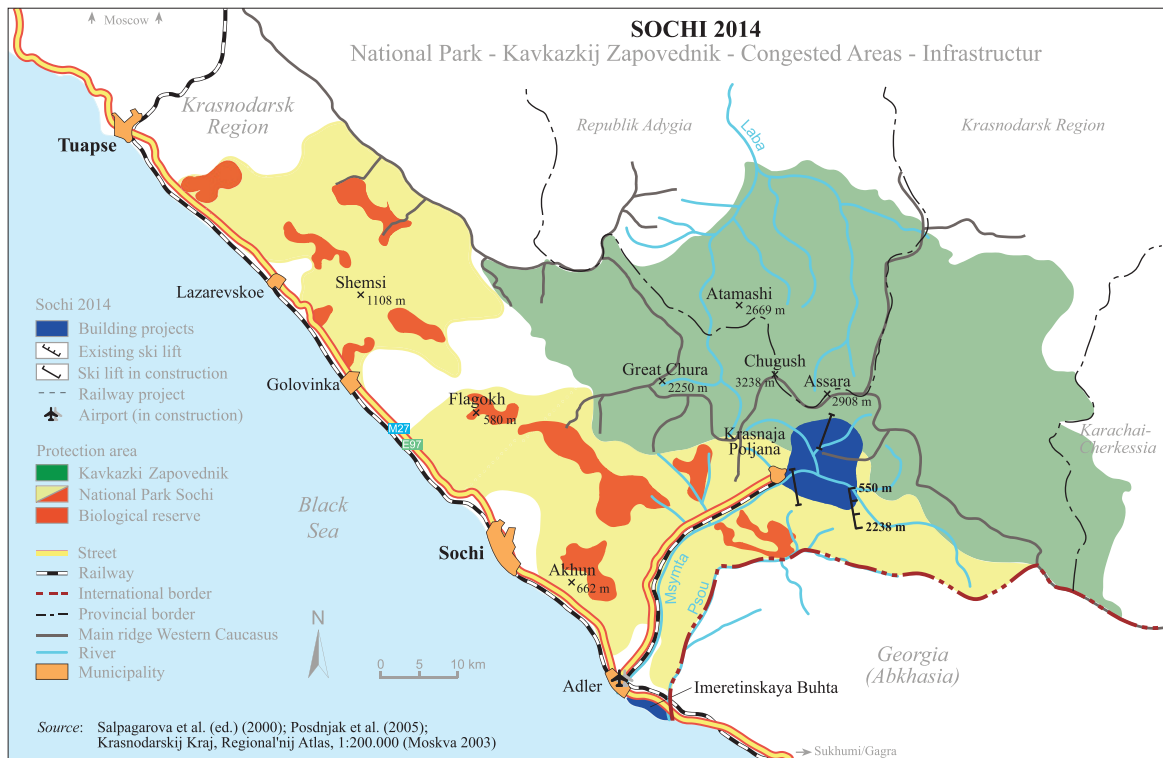 Moscow
SOCHI 2014
National Park - Kavkazkij Zapovednik - Congested Areas - Infrastructur
Krasnodarsk
Region
Republik Adygia
Krasnodarsk Region
Laba
Tuapse
Shemsi
1108 m
Lazarevskoe
Atamashi
2669 m
Golovinka
Great Chura
2250 m
Chugush
3238 m
Assara
2908 m
Flagokh
580 m
M27
E97
Krasnaja
Poljana
Karachai-
Cherkessia
550 m
2238 m
Black
Sea
Sochi
Akhun
662 m
Msymta
Psou
Georgia
(Abkhasia)
Adler
Imeretinskaya Buhta
Sukhumi/Gagra
Sochi 2014
Building projects
Existing ski lift
Ski lift in construction
Railway project
Airport (in construction)
Protection area
Kavkazki Zapovednik
National Park Sochi
Biological reserve
Street
Railway
International border
Provincial border
Main ridge Western Caucasus
River
Municipality
N
0 5 10 km
Source: Salpagarova et al. (ed.) (2000); Posdnjak et al. (2005);
Krasnodarskij Kraj, Regional'nij Atlas, 1:200.000 (Moskva 2003)